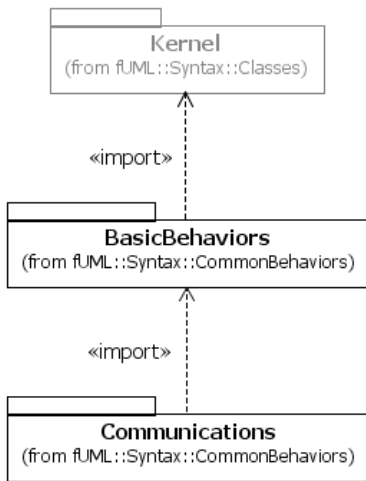 Kernel
(from fUML::Syntax::Classes)
«import»
BasicBehaviors
(from fUML::Syntax::CommonBehaviors)
«import»
Communications
(from fUML::Syntax::CommonBehaviors)